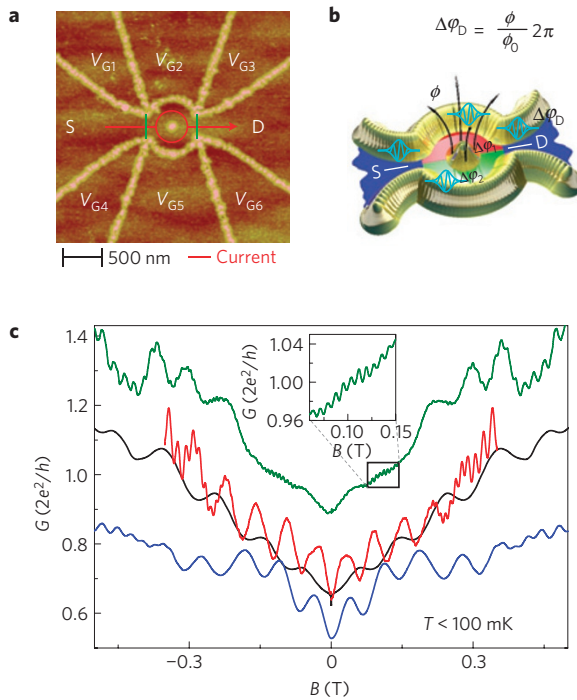 a
V_G1 V_G2 V_G3
S D
V_G4 V_G5 V_G6
500 nm Current
b
Δφ_D = ϕ/ϕ_0 2π
ϕ
Δφ_D
Δφ_1
D
S
Δφ_2
c
1.4
1.2
1.0
0.8
0.6
G (2e²/h)
1.04
1.00
0.96
G (2e²/h)
0.10 0.15
B (T)
T < 100 mK
−0.3 0 0.3
B (T)